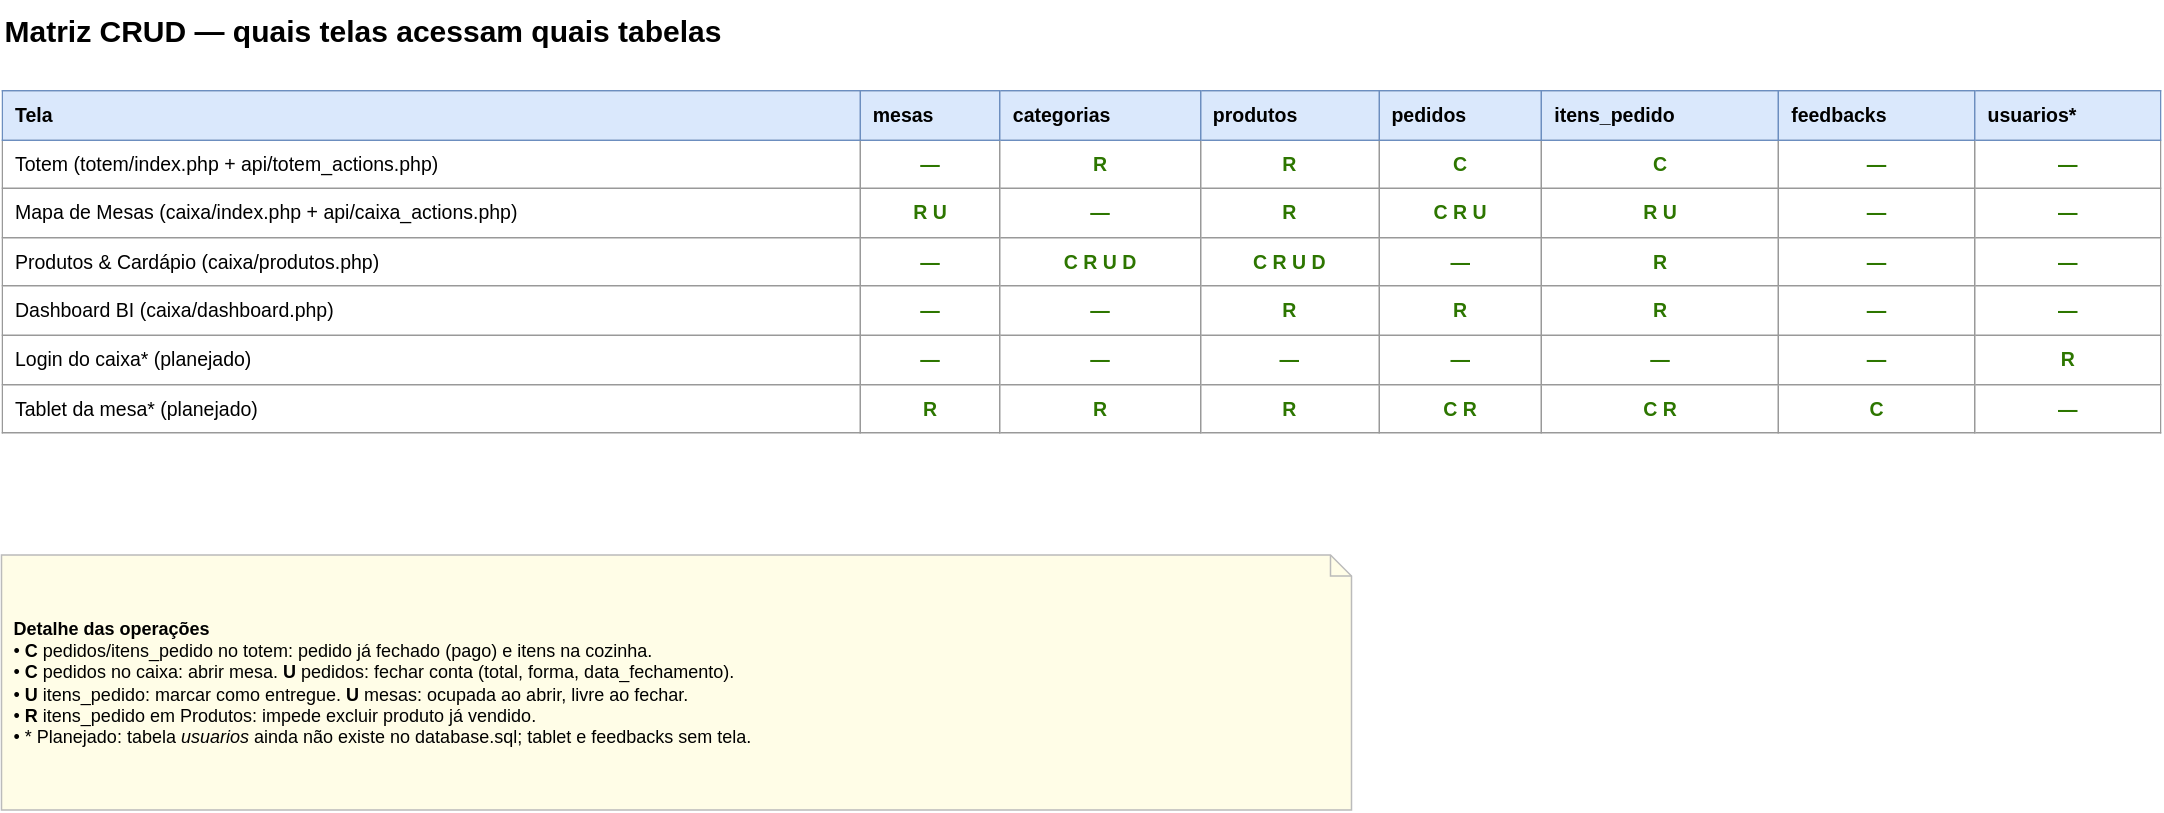 Matriz CRUD — quais telas acessam quais tabelas
Tela mesas categorias produtos pedidos itens_pedido feedbacks usuarios*
Totem (totem/index.php + api/totem_actions.php) — R R C C — —
Mapa de Mesas (caixa/index.php + api/caixa_actions.php) R U — R C R U R U — —
Produtos & Cardápio (caixa/produtos.php) — C R U D C R U D — R — —
Dashboard BI (caixa/dashboard.php) — — R R R — —
Login do caixa* (planejado) — — — — — — R
Tablet da mesa* (planejado) R R R C R C R C —
Detalhe das operações
• C pedidos/itens_pedido no totem: pedido já fechado (pago) e itens na cozinha.
• C pedidos no caixa: abrir mesa. U pedidos: fechar conta (total, forma, data_fechamento).
• U itens_pedido: marcar como entregue. U mesas: ocupada ao abrir, livre ao fechar.
• R itens_pedido em Produtos: impede excluir produto já vendido.
• * Planejado: tabela usuarios ainda não existe no database.sql; tablet e feedbacks sem tela.